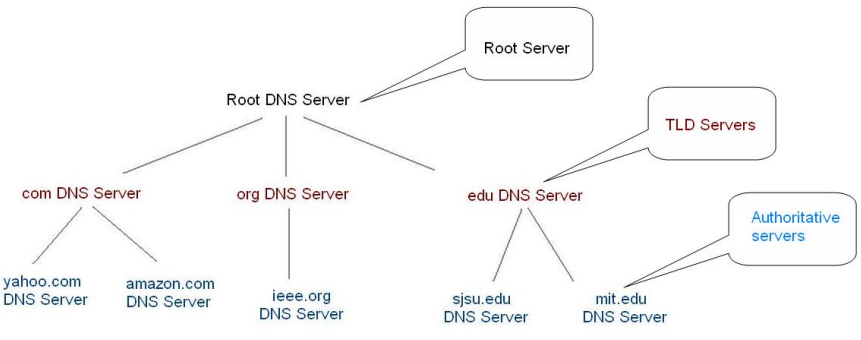 Root Server
Root DNS Server
TLD Servers
com DNS Server
org DNS Server
edu DNS Server
Authoritative
servers
yahoo.com
DNS Server
amazon.com
DNS Server
ieee.org
DNS Server
sjsu.edu
DNS Server
mit.edu
DNS Server